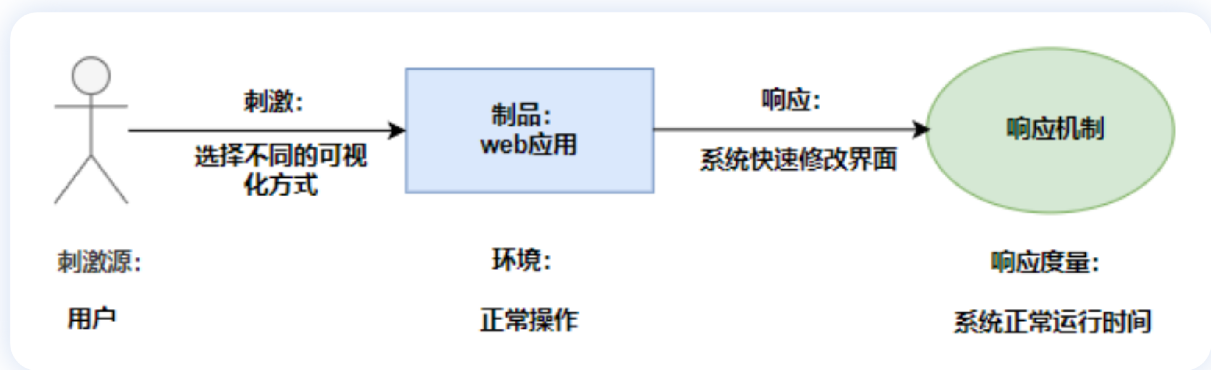 刺激：
选择不同的可视
化方式
制品：
web应用
响应：
系统快速修改界面
响应机制
刺激源：
用户
环境：
正常操作
响应度量：
系统正常运行时间